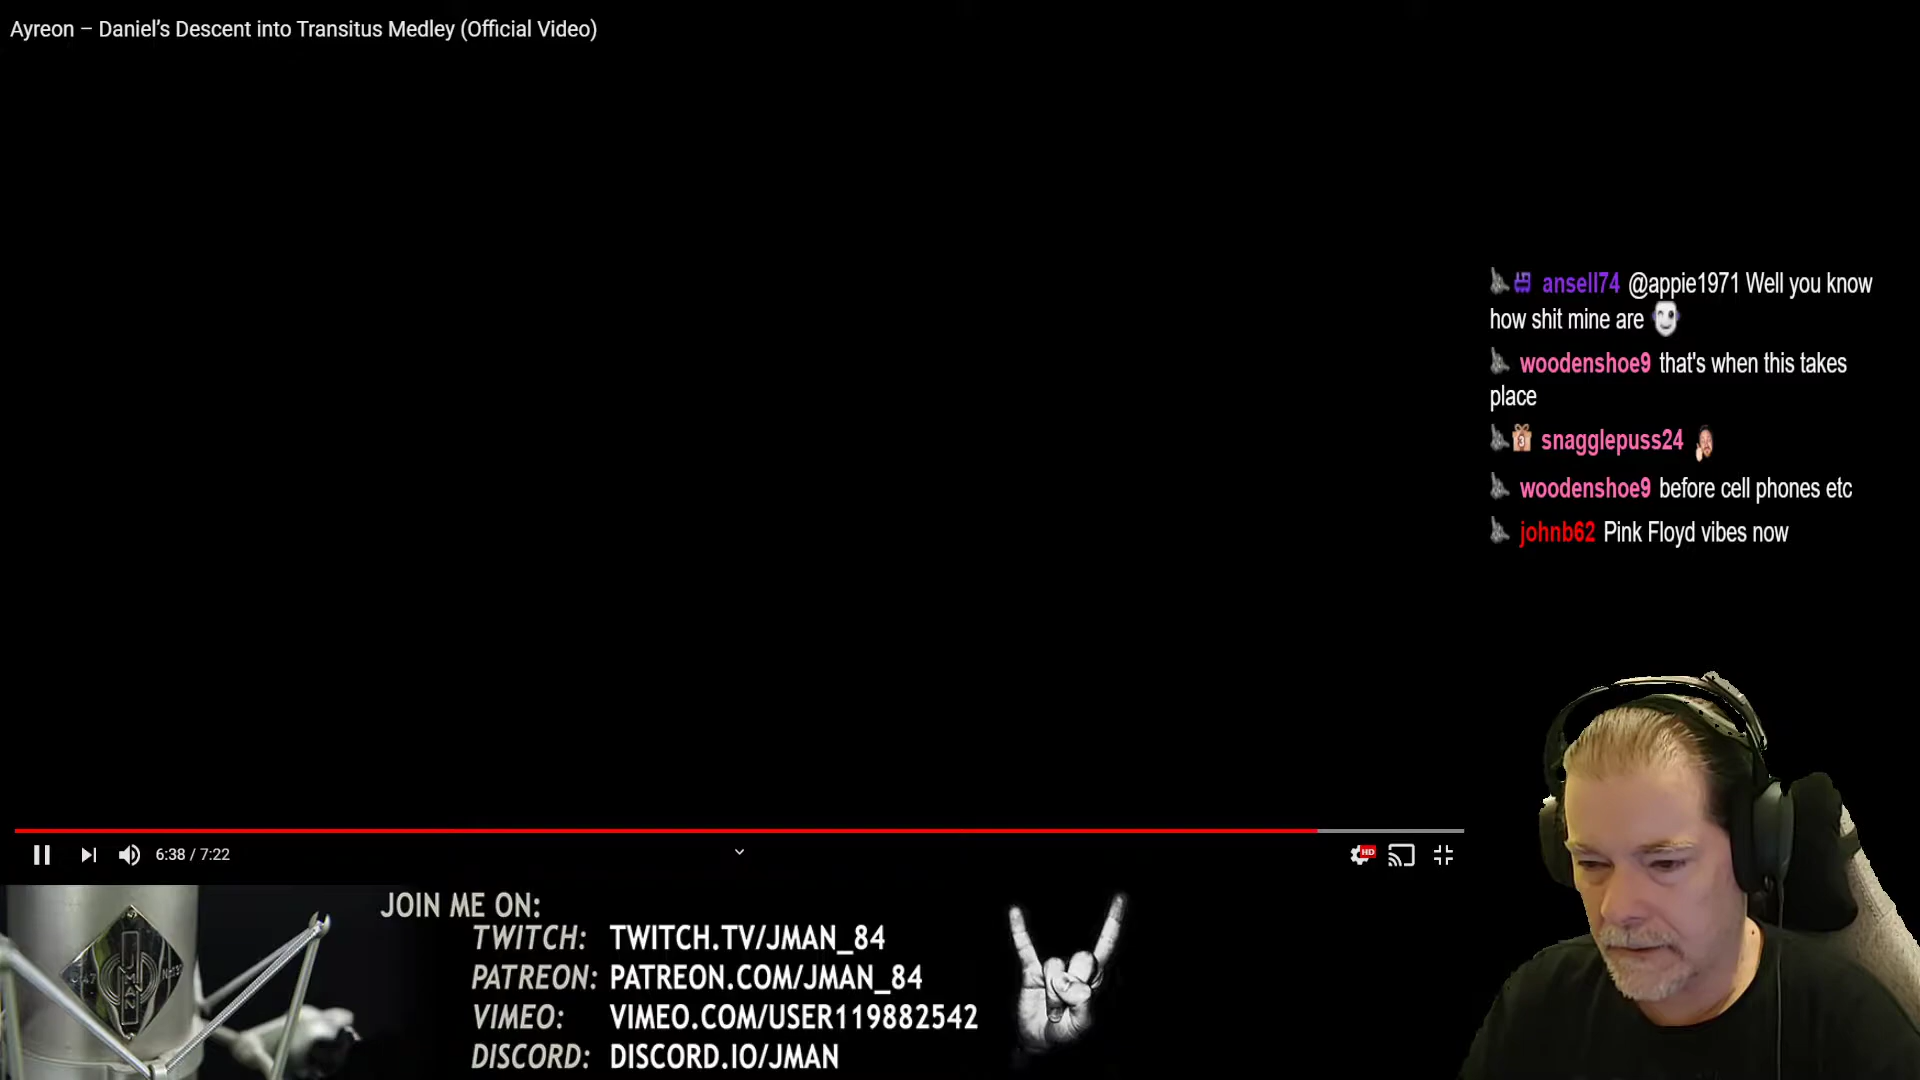 Ayreon – Daniel’s Descent into Transitus Medley (Official Video)
ansell74 @appie1971 Well you know
how shit mine are
woodenshoe9 that's when this takes
place
3 snagglepuss24
woodenshoe9 before cell phones etc
johnb62 Pink Floyd vibes now
6:38 / 7:22
HD
JOIN ME ON:
TWITCH: TWITCH.TV/JMAN_84
PATREON: PATREON.COM/JMAN_84
VIMEO: VIMEO.COM/USER119882542
DISCORD: DISCORD.IO/JMAN
JMAN